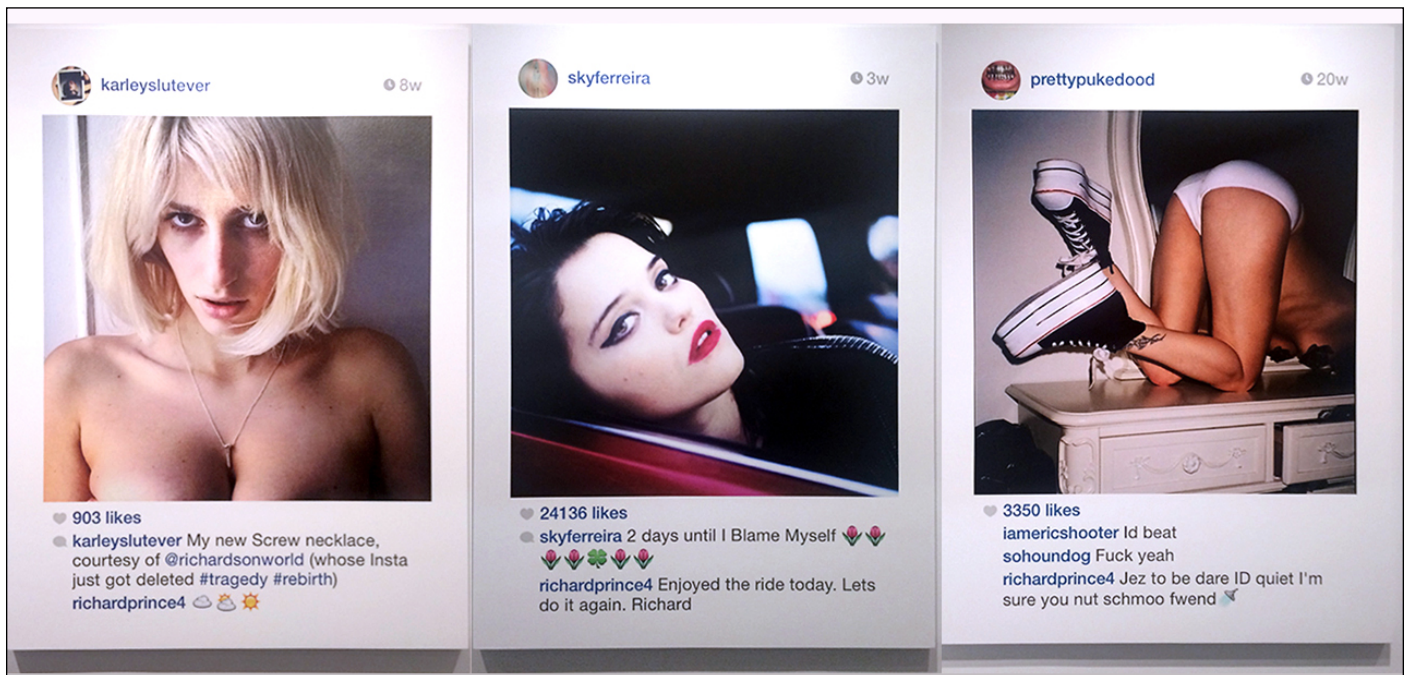 karleyslutever 8w
903 likes
karleyslutever My new Screw necklace,
courtesy of @richardsonworld (whose Insta
just got deleted #tragedy #rebirth)
richardprince4 ☁️⛅☀️
skyferreira 3w
24136 likes
skyferreira 2 days until I Blame Myself 🌷🌷
🌷🌷🍀🌷🌷
richardprince4 Enjoyed the ride today. Lets
do it again. Richard
prettypukedood 20w
3350 likes
iamericshooter Id beat
sohoundog Fuck yeah
richardprince4 Jez to be dare ID quiet I'm
sure you nut schmoo fwend🚿